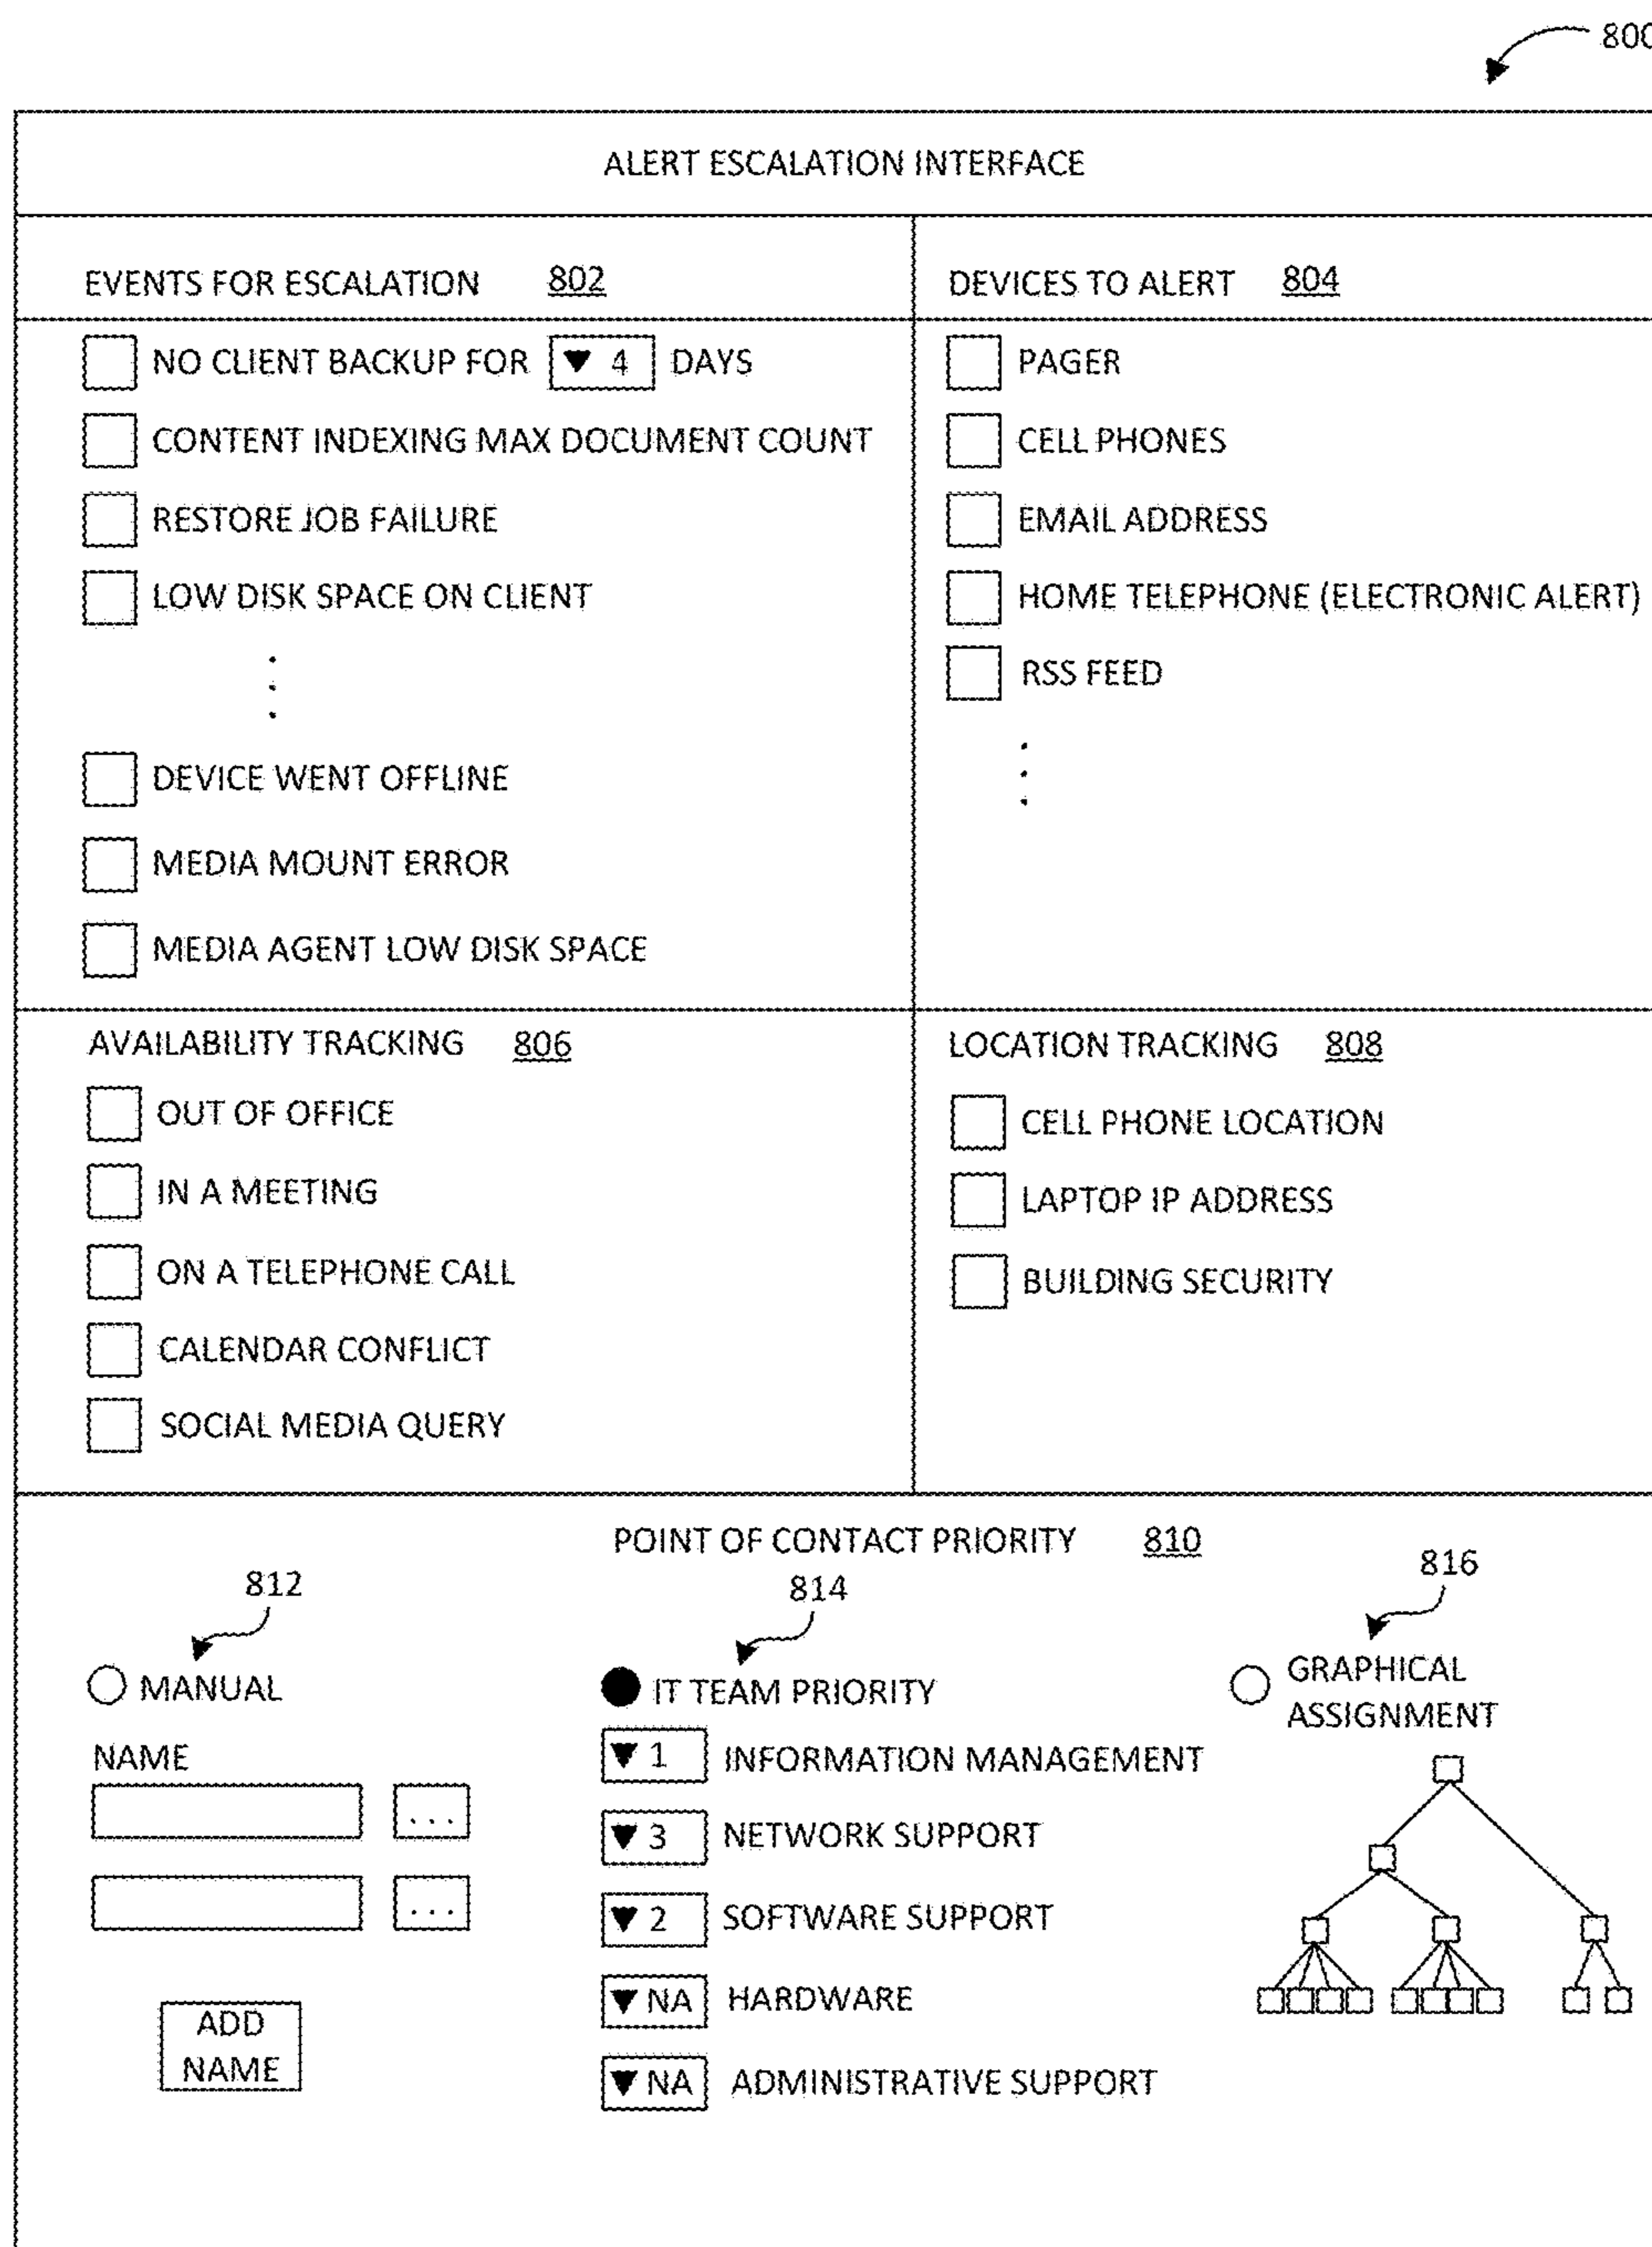 800
ALERT ESCALATION INTERFACE
EVENTS FOR ESCALATION 802
NO CLIENT BACKUP FOR ▼ 4 DAYS
CONTENT INDEXING MAX DOCUMENT COUNT
RESTORE JOB FAILURE
LOW DISK SPACE ON CLIENT
DEVICE WENT OFFLINE
MEDIA MOUNT ERROR
MEDIA AGENT LOW DISK SPACE
DEVICES TO ALERT 804
PAGER
CELL PHONES
EMAIL ADDRESS
HOME TELEPHONE (ELECTRONIC ALERT)
RSS FEED
AVAILABILITY TRACKING 806
OUT OF OFFICE
IN A MEETING
ON A TELEPHONE CALL
CALENDAR CONFLICT
SOCIAL MEDIA QUERY
LOCATION TRACKING 808
CELL PHONE LOCATION
LAPTOP IP ADDRESS
BUILDING SECURITY
POINT OF CONTACT PRIORITY 810
812
MANUAL
NAME
...
...
ADD
NAME
814
IT TEAM PRIORITY
▼ 1 INFORMATION MANAGEMENT
▼ 3 NETWORK SUPPORT
▼ 2 SOFTWARE SUPPORT
▼ NA HARDWARE
▼ NA ADMINISTRATIVE SUPPORT
816
GRAPHICAL
ASSIGNMENT